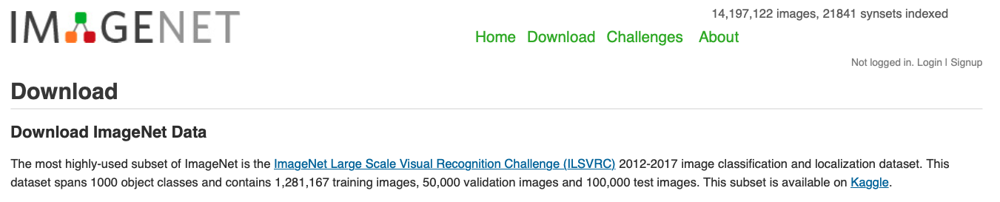 IMAGENET
14,197,122 images, 21841 synsets indexed
Home Download Challenges About
Not logged in. Login | Signup
Download
Download ImageNet Data
The most highly-used subset of ImageNet is the ImageNet Large Scale Visual Recognition Challenge (ILSVRC) 2012-2017 image classification and localization dataset. This
dataset spans 1000 object classes and contains 1,281,167 training images, 50,000 validation images and 100,000 test images. This subset is available on Kaggle.